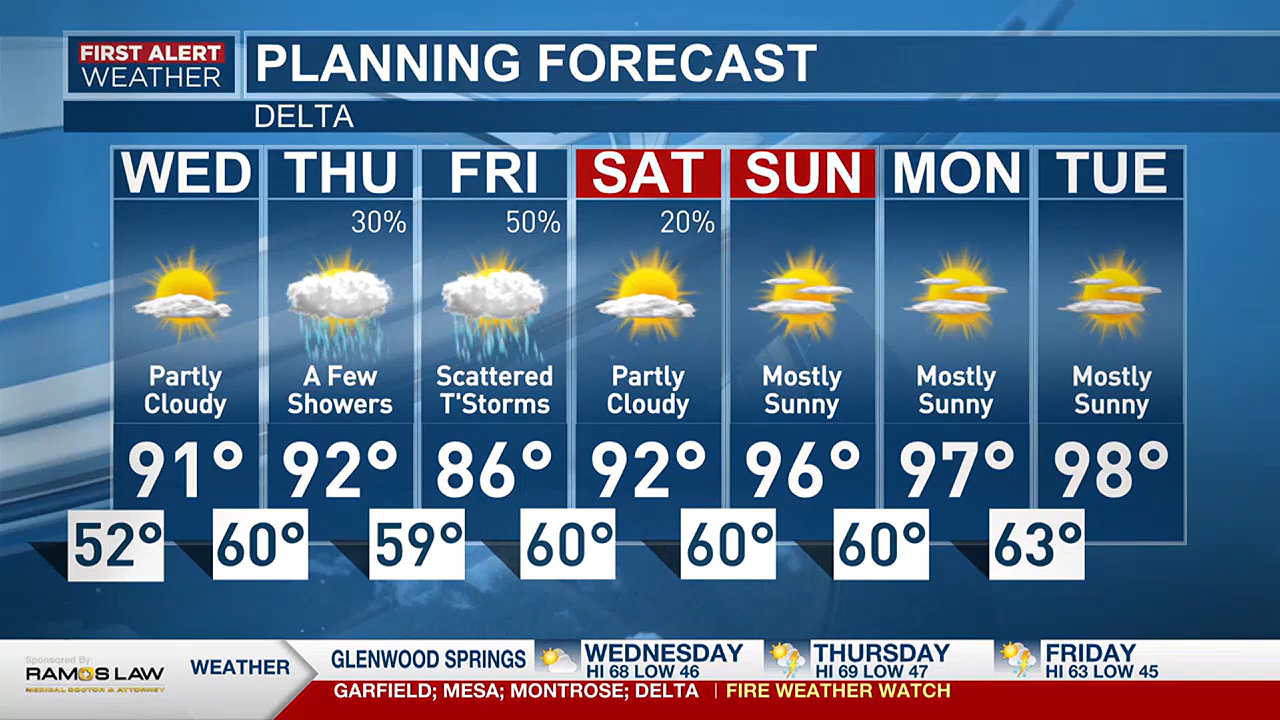 FIRST ALERT
WEATHER
PLANNING FORECAST
DELTA
WED THU FRI SAT SUN MON TUE
30% 50% 20%
Partly Cloudy
A Few Showers
Scattered T'Storms
Partly Cloudy
Mostly Sunny
Mostly Sunny
Mostly Sunny
91° 92° 86° 92° 96° 97° 98°
52° 60° 59° 60° 60° 60° 63°
Sponsored By:
RAMOS LAW
MEDICAL DOCTOR & ATTORNEY
WEATHER
GLENWOOD SPRINGS
WEDNESDAY
HI 68 LOW 46
THURSDAY
HI 69 LOW 47
FRIDAY
HI 63 LOW 45
GARFIELD; MESA; MONTROSE; DELTA | FIRE WEATHER WATCH